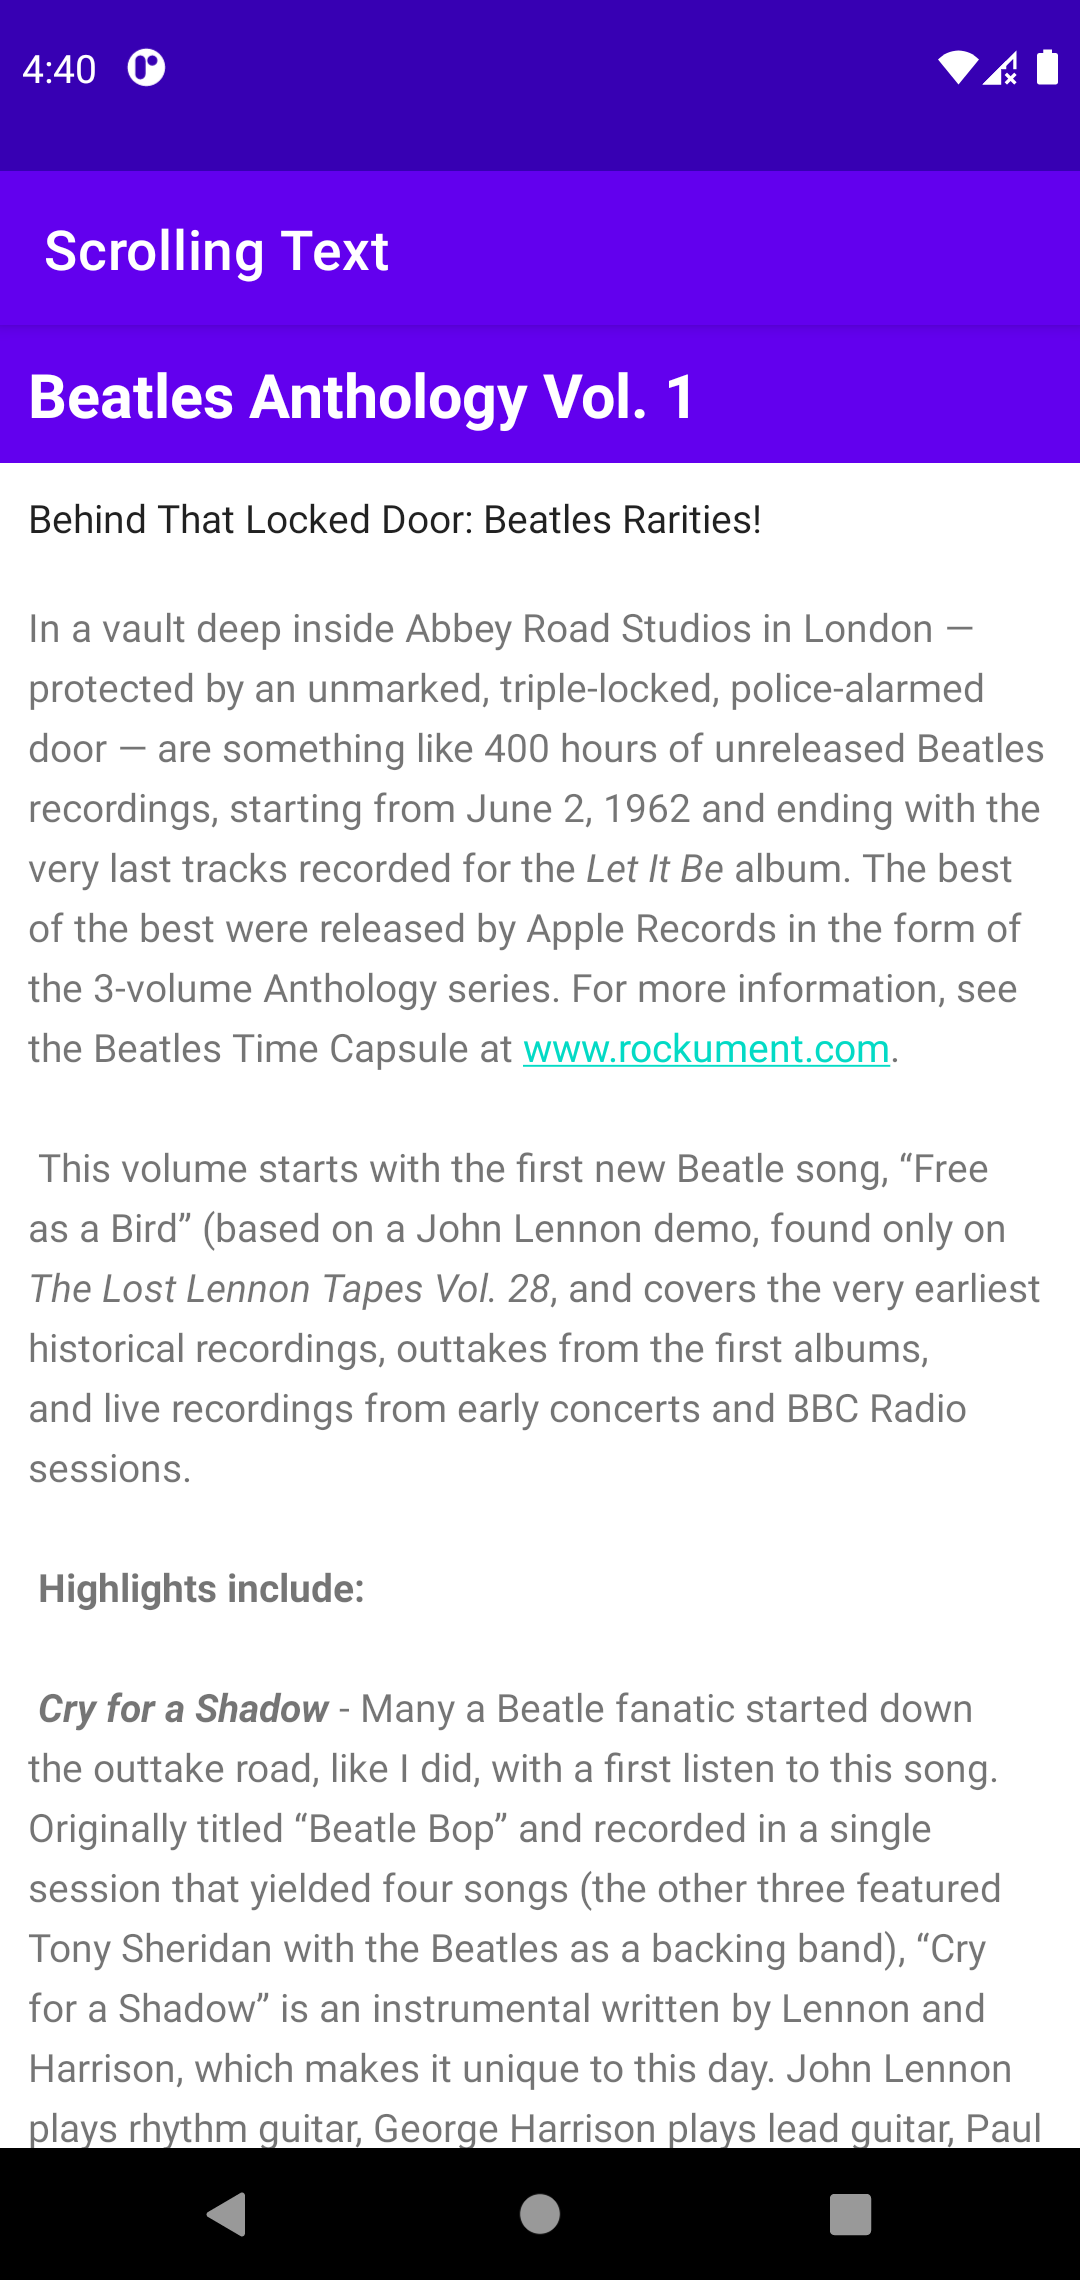 4:40
Scrolling Text
Beatles Anthology Vol. 1
Behind That Locked Door: Beatles Rarities!
In a vault deep inside Abbey Road Studios in London —
protected by an unmarked, triple-locked, police-alarmed
door — are something like 400 hours of unreleased Beatles
recordings, starting from June 2, 1962 and ending with the
very last tracks recorded for the Let It Be album. The best
of the best were released by Apple Records in the form of
the 3-volume Anthology series. For more information, see
the Beatles Time Capsule at www.rockument.com.
This volume starts with the first new Beatle song, “Free
as a Bird” (based on a John Lennon demo, found only on
The Lost Lennon Tapes Vol. 28, and covers the very earliest
historical recordings, outtakes from the first albums,
and live recordings from early concerts and BBC Radio
sessions.
Highlights include:
Cry for a Shadow - Many a Beatle fanatic started down
the outtake road, like I did, with a first listen to this song.
Originally titled “Beatle Bop” and recorded in a single
session that yielded four songs (the other three featured
Tony Sheridan with the Beatles as a backing band), “Cry
for a Shadow” is an instrumental written by Lennon and
Harrison, which makes it unique to this day. John Lennon
plays rhythm guitar, George Harrison plays lead guitar, Paul